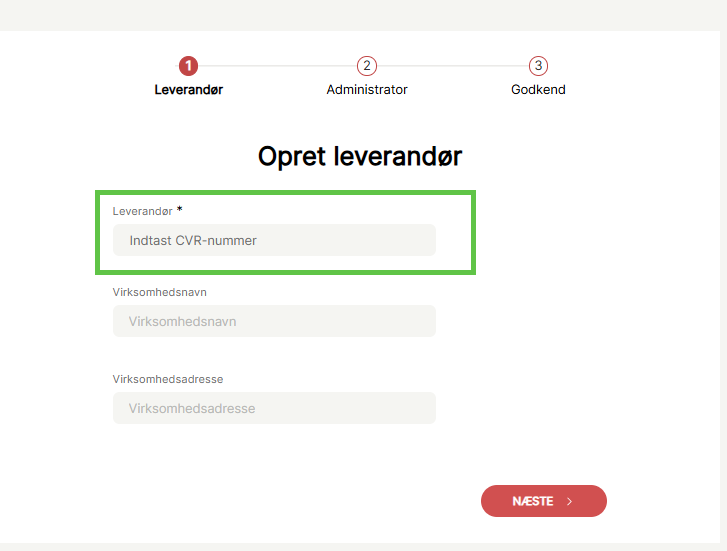 1 2 3
Leverandør Administrator Godkend
Opret leverandør
Leverandør *
Indtast CVR-nummer
Virksomhedsnavn
Virksomhedsnavn
Virksomhedsadresse
Virksomhedsadresse
NÆSTE >